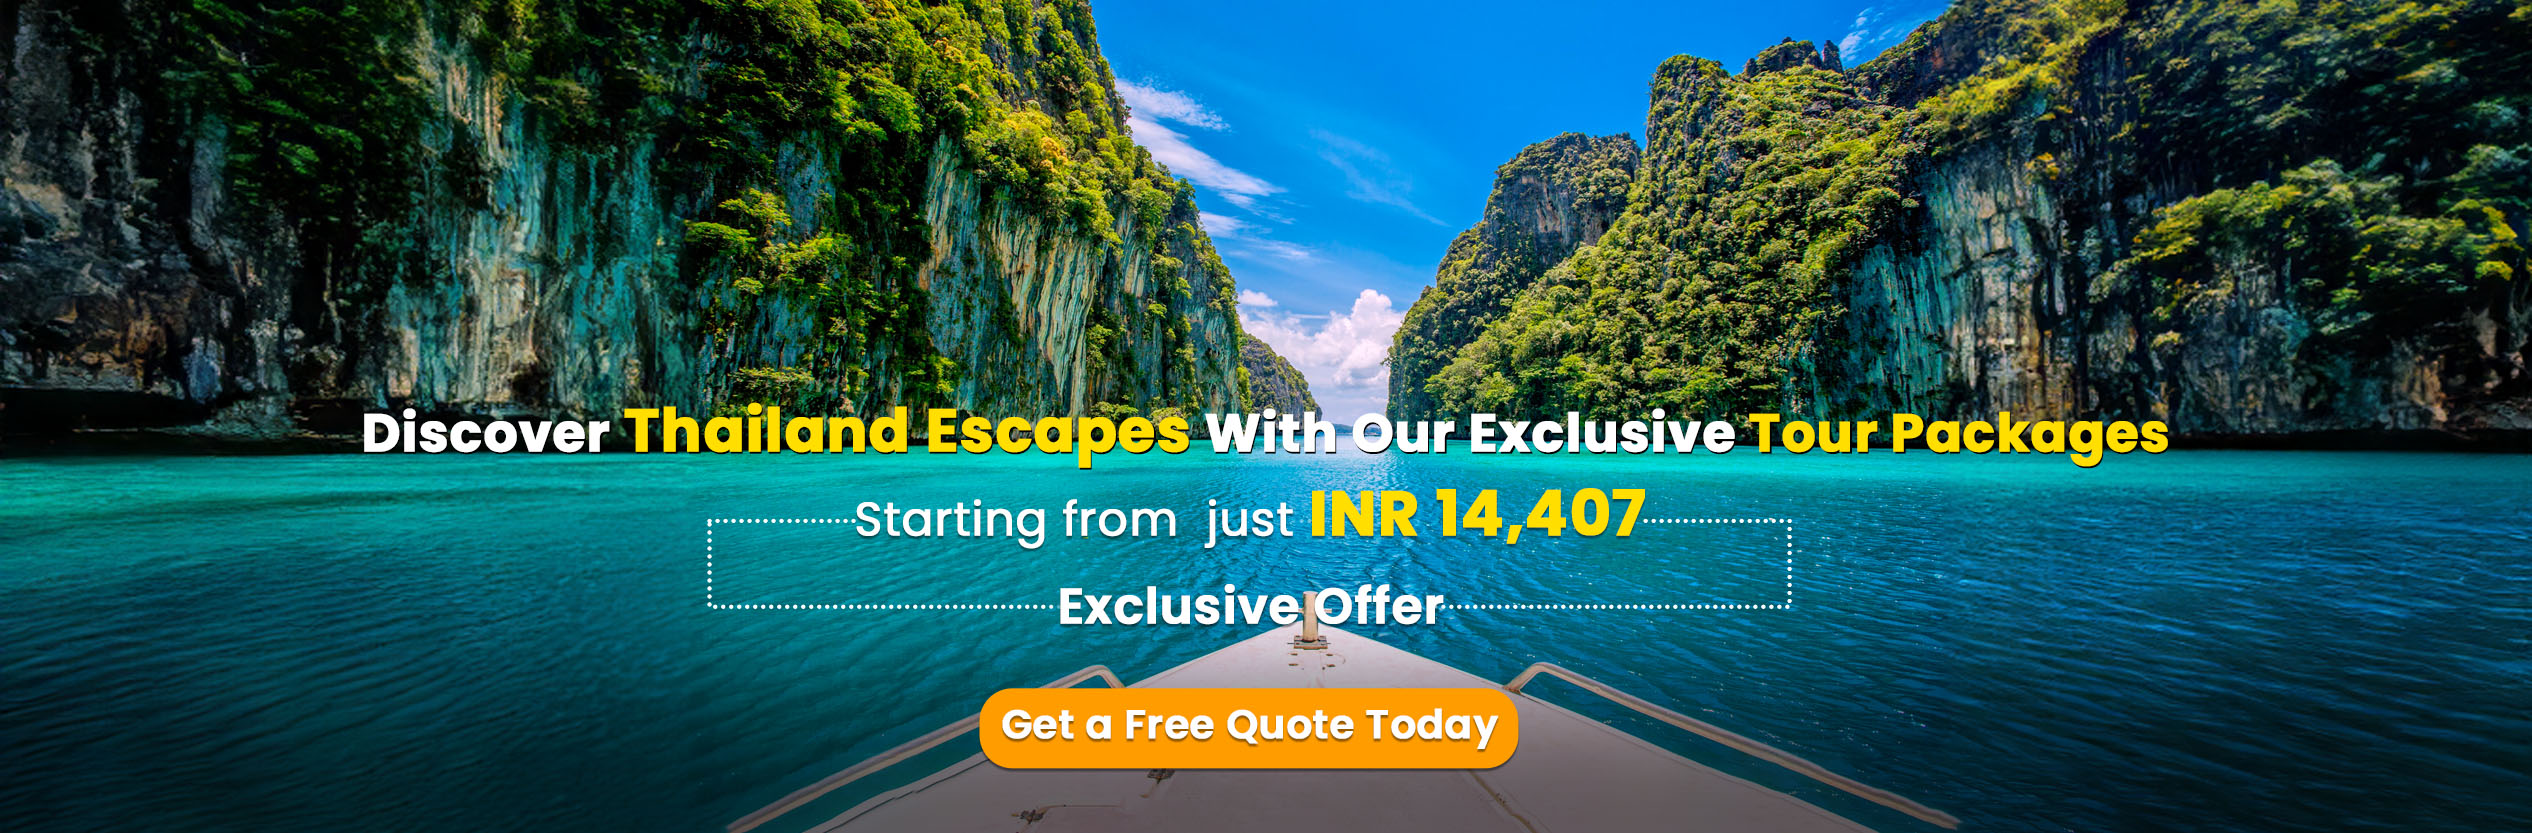 Discover Thailand Escapes With Our Exclusive Tour Packages
Starting from just INR 14,407
Exclusive Offer
Get a Free Quote Today